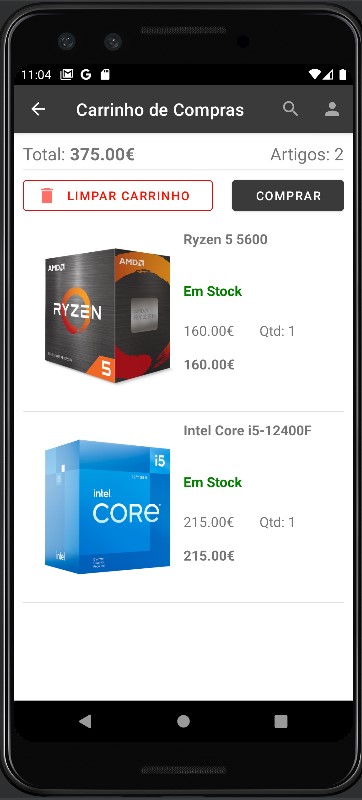 11:04
Carrinho de Compras
Total: 375.00€ Artigos: 2
LIMPAR CARRINHO COMPRAR
Ryzen 5 5600
AMD AMD
RYZEN
5
Em Stock
160.00€ Qtd: 1
160.00€
Intel Core i5-12400F
i5
intel
CORE
intel
Em Stock
215.00€ Qtd: 1
215.00€